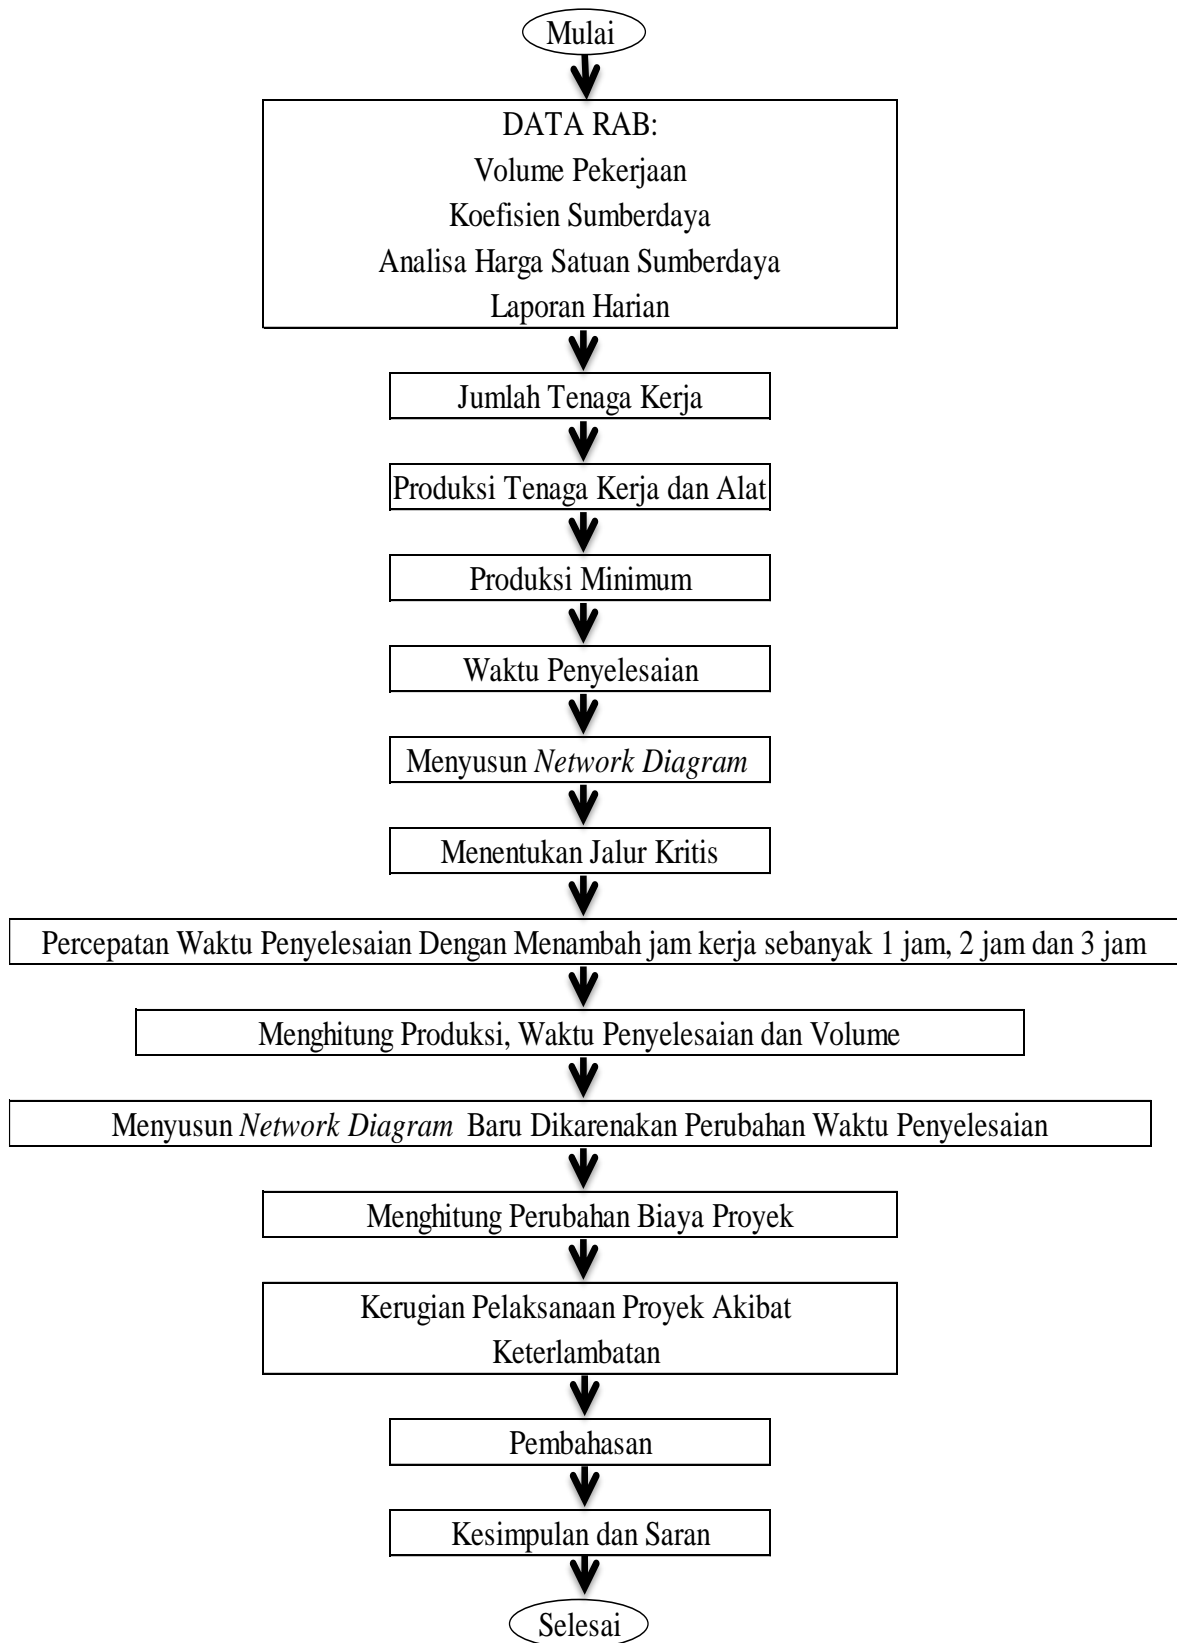 Mulai
DATA RAB:
Volume Pekerjaan
Koefisien Sumberdaya
Analisa Harga Satuan Sumberdaya
Laporan Harian
Jumlah Tenaga Kerja
Produksi Tenaga Kerja dan Alat
Produksi Minimum
Waktu Penyelesaian
Menyusun Network Diagram
Menentukan Jalur Kritis
Percepatan Waktu Penyelesaian Dengan Menambah jam kerja sebanyak 1 jam, 2 jam dan 3 jam
Menghitung Produksi, Waktu Penyelesaian dan Volume
Menyusun Network Diagram Baru Dikarenakan Perubahan Waktu Penyelesaian
Menghitung Perubahan Biaya Proyek
Kerugian Pelaksanaan Proyek Akibat
Keterlambatan
Pembahasan
Kesimpulan dan Saran
Selesai